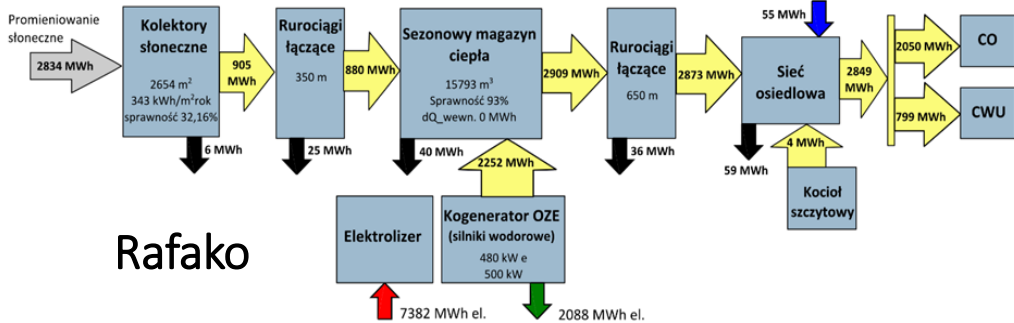 Promieniowanie
słoneczne
2834 MWh
Kolektory
słoneczne
2654 m²
343 kWh/m²rok
sprawność 32,16%
6 MWh
905
MWh
Rurociągi
łączące
350 m
25 MWh
880 MWh
Sezonowy magazyn
ciepła
15793 m³
Sprawność 93%
dQ_wewn. 0 MWh
40 MWh
2252 MWh
2909 MWh
Rurociągi
łączące
650 m
36 MWh
2873 MWh
55 MWh
Sieć
osiedlowa
59 MWh
4 MWh
Kocioł
szczytowy
2849
MWh
2050 MWh
CO
799 MWh
CWU
Rafako
Elektrolizer
7382 MWh el.
Kogenerator OZE
(silniki wodorowe)
480 kW e
500 kW
2088 MWh el.